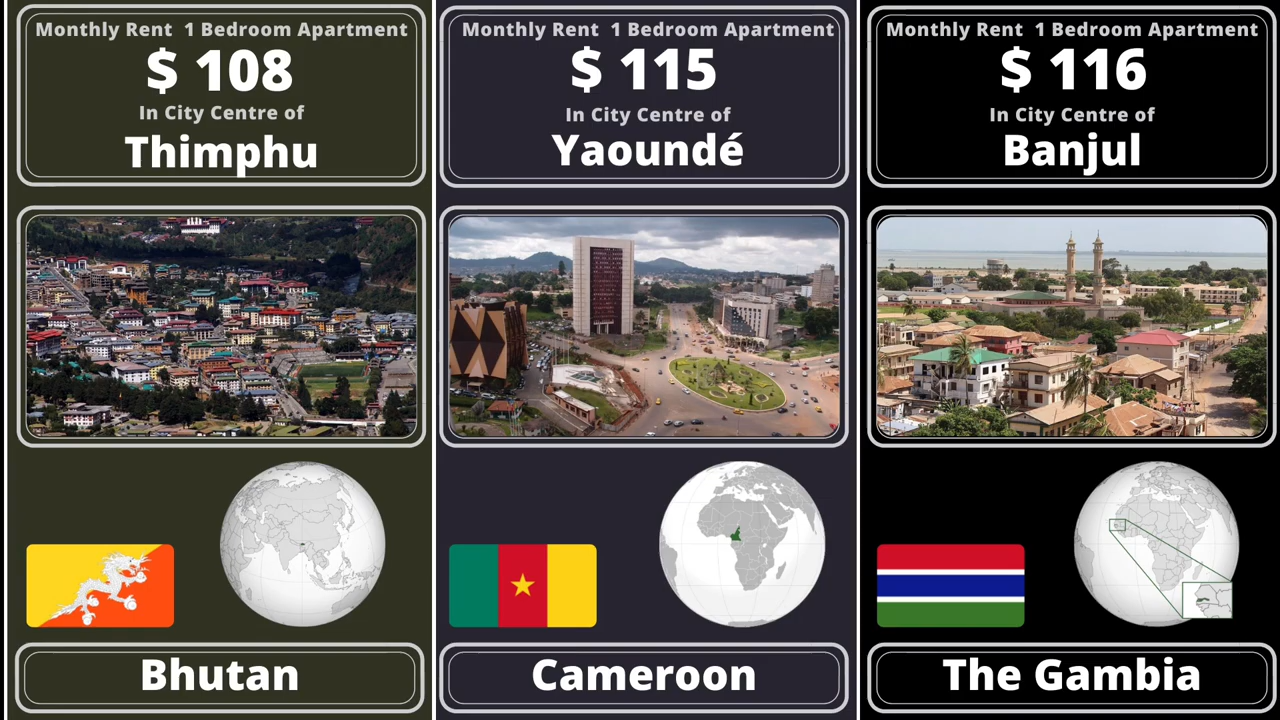 Monthly Rent 1 Bedroom Apartment
$ 108
In City Centre of
Thimphu
Bhutan
Monthly Rent 1 Bedroom Apartment
$ 115
In City Centre of
Yaoundé
Cameroon
Monthly Rent 1 Bedroom Apartment
$ 116
In City Centre of
Banjul
The Gambia